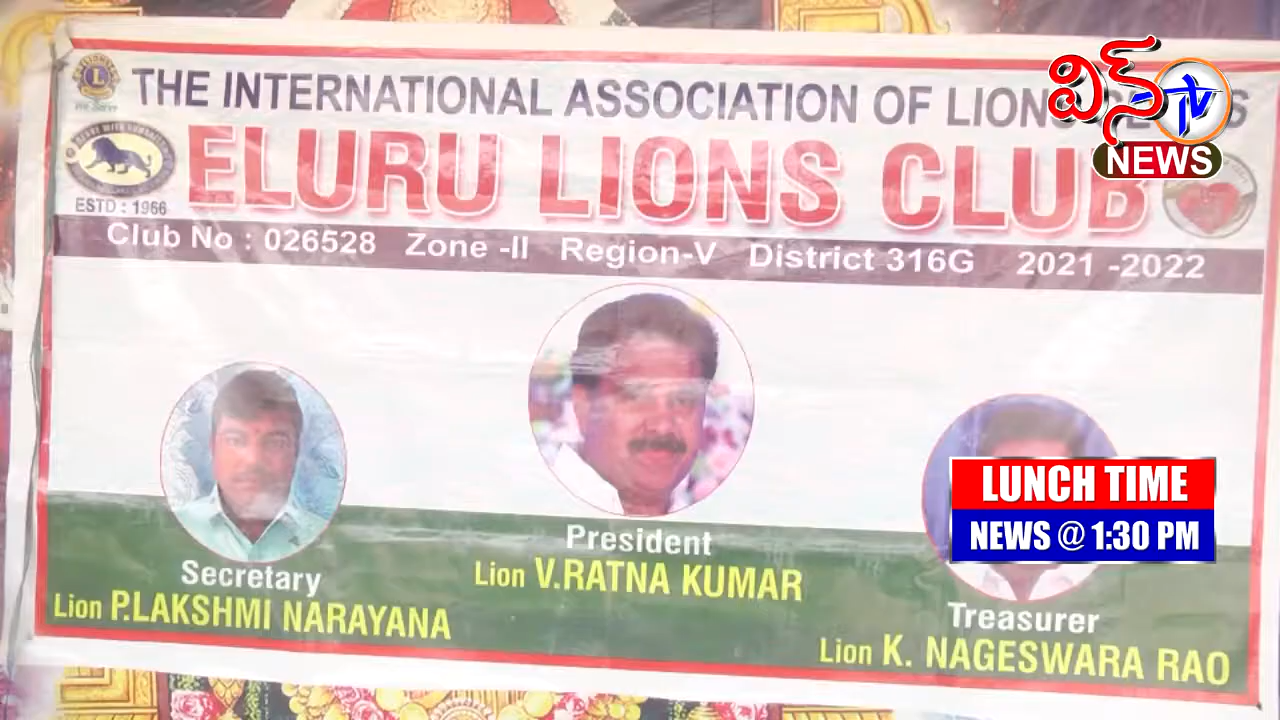 THE INTERNATIONAL ASSOCIATION OF LIONS
ELURU LIONS CLUB
ESTD : 1966
Club No : 026528 Zone -II Region-V District 316G 2021 -2022
President
Lion V.RATNA KUMAR
Secretary
Lion P.LAKSHMI NARAYANA
Treasurer
Lion K. NAGESWARA RAO
విన్ టీవీ
NEWS
LUNCH TIME
NEWS @ 1:30 PM